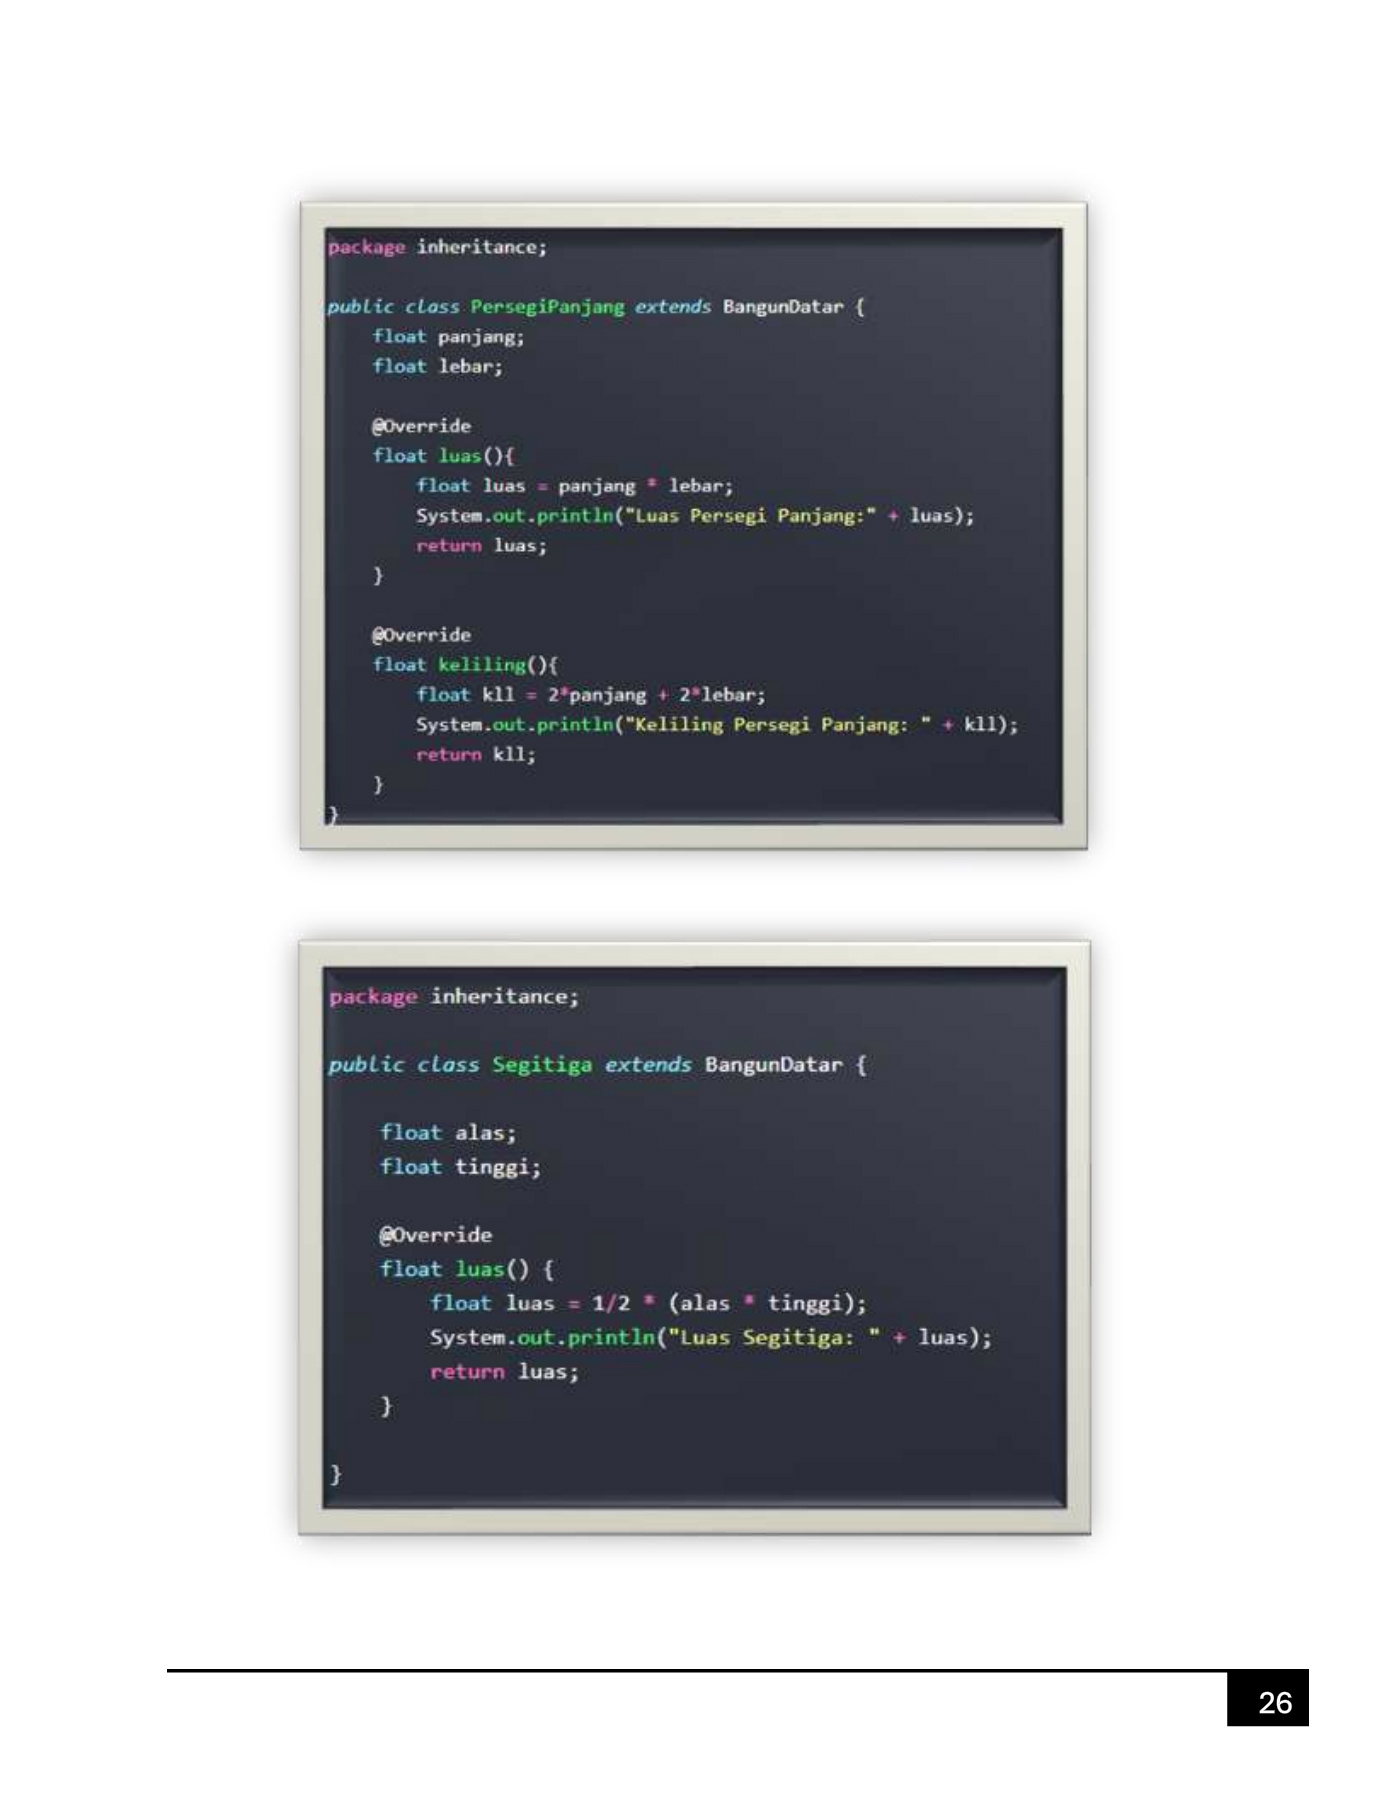 package inheritance;
public class PersegiPanjang extends BangunDatar {
float panjang;
float lebar;
@Override
float luas(){
float luas = panjang * lebar;
System.out.println("Luas Persegi Panjang:" + luas);
return luas;
}
@Override
float keliling(){
float kll = 2*panjang + 2*lebar;
System.out.println("Keliling Persegi Panjang: " + kll);
return kll;
}
}
package inheritance;
public class Segitiga extends BangunDatar {
float alas;
float tinggi;
@Override
float luas() {
float luas = 1/2 * (alas * tinggi);
System.out.println("Luas Segitiga: " + luas);
return luas;
}
}
26